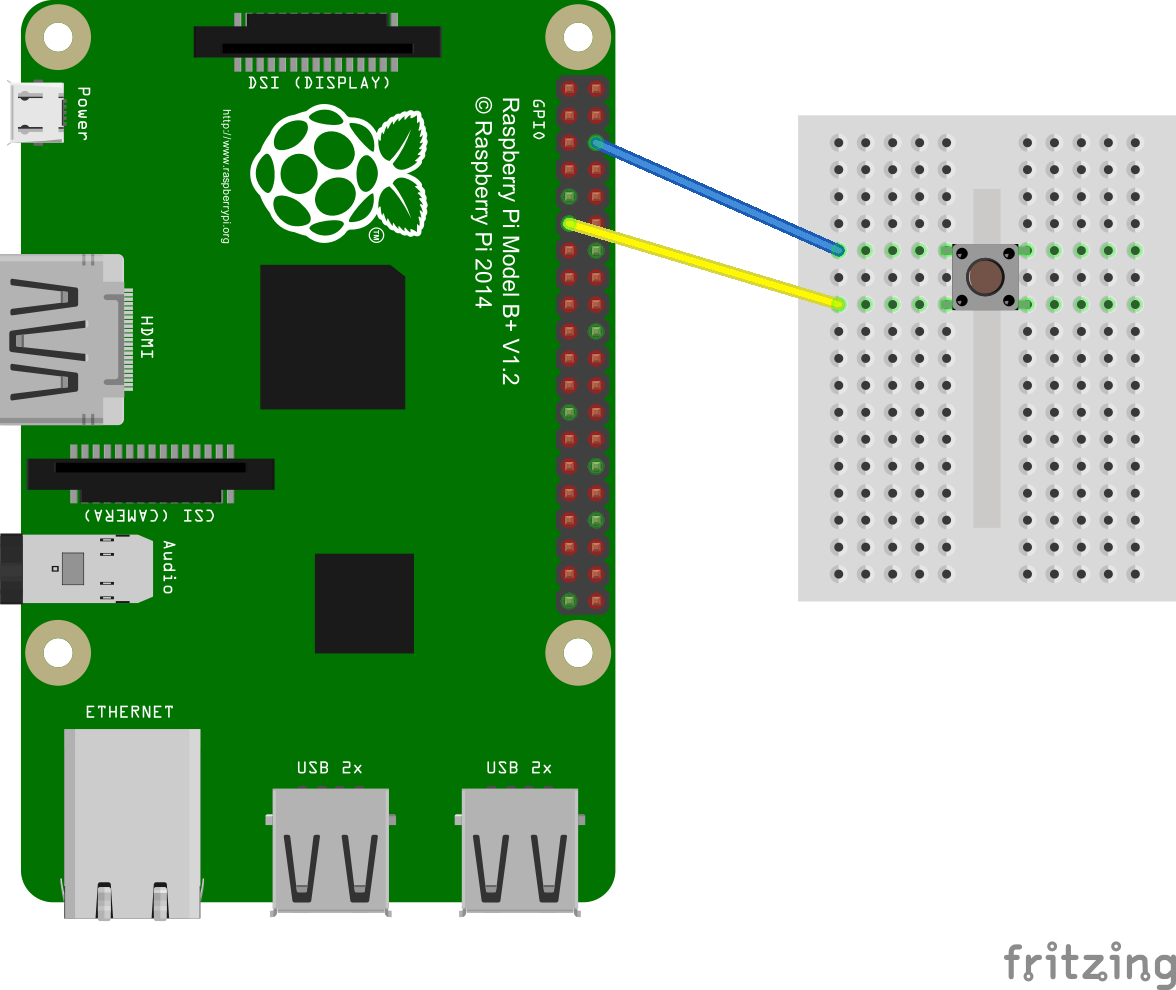 DSI (DISPLAY)
Power
http://www.raspberrypi.org
TM
GPIO
Raspberry Pi Model B+ V1.2
© Raspberry Pi 2014
HDMI
CSI (CAMERA)
Audio
ETHERNET
USB 2x
USB 2x
fritzing